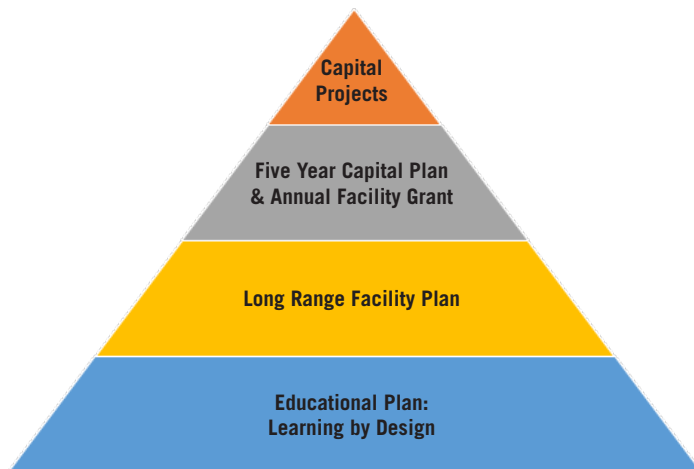 Capital
Projects
Five Year Capital Plan
& Annual Facility Grant
Long Range Facility Plan
Educational Plan:
Learning by Design